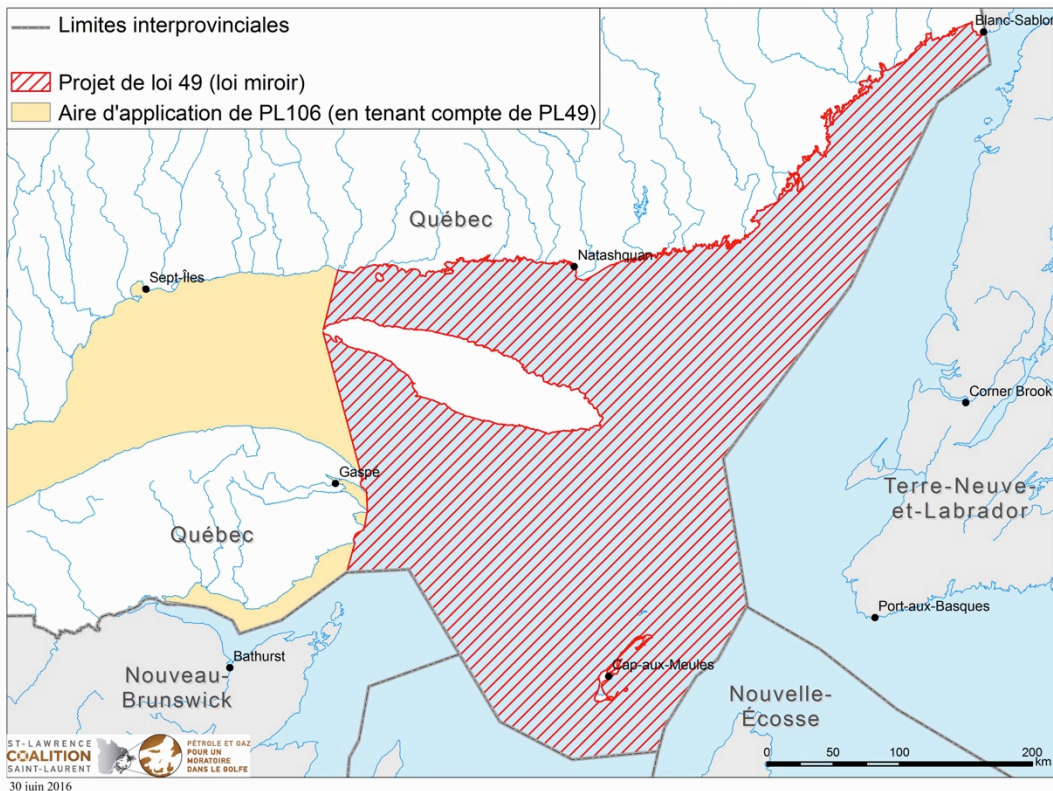 Limites interprovinciales
Projet de loi 49 (loi miroir)
Aire d'application de PL106 (en tenant compte de PL49)
Blanc-Sablon
Québec
Natashquan
Sept-Îles
Corner Brook
Gaspé
Terre-Neuve-
et-Labrador
Québec
Port-aux-Basques
Bathurst
Cap-aux-Meules
Nouveau-
Brunswick
Nouvelle-
Écosse
ST-LAWRENCE
COALITION
SAINT-LAURENT
PÉTROLE ET GAZ
POUR UN
MORATOIRE
DANS LE GOLFE
0 50 100 200
km
30 juin 2016